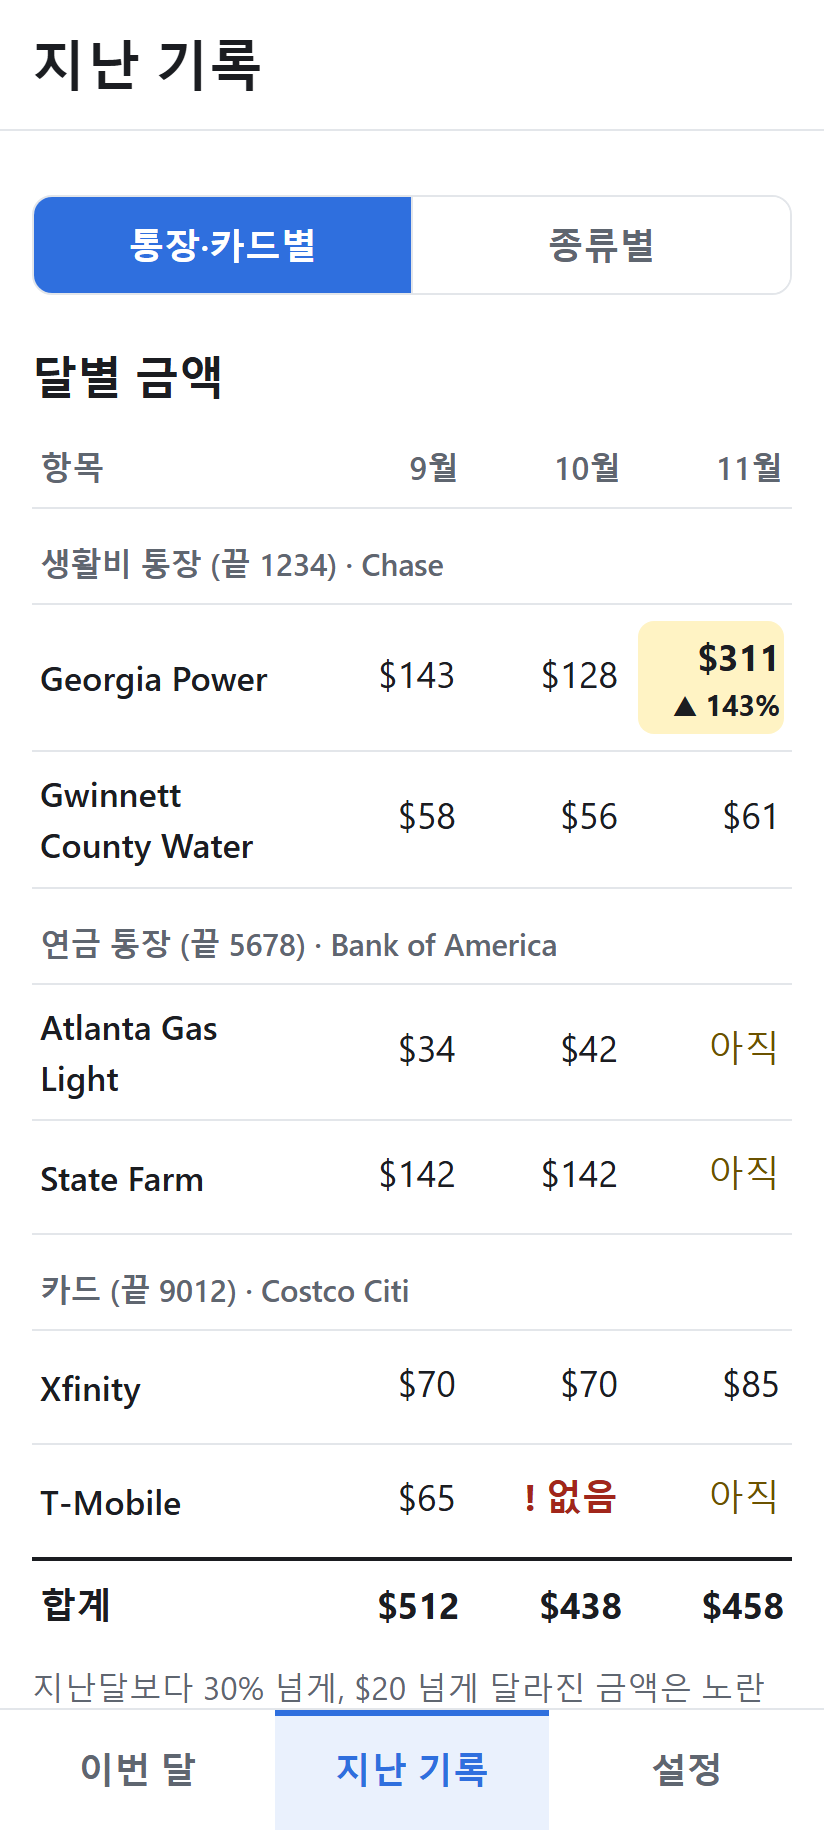 지난 기록
통장·카드별 종류별
달별 금액
항목 9월 10월 11월
생활비 통장 (끝 1234) · Chase
Georgia Power $143 $128 $311
▲ 143%
Gwinnett
County Water $58 $56 $61
연금 통장 (끝 5678) · Bank of America
Atlanta Gas
Light $34 $42 아직
State Farm $142 $142 아직
카드 (끝 9012) · Costco Citi
Xfinity $70 $70 $85
T-Mobile $65 ! 없음 아직
합계 $512 $438 $458
지난달보다 30% 넘게, $20 넘게 달라진 금액은 노란
이번 달 지난 기록 설정